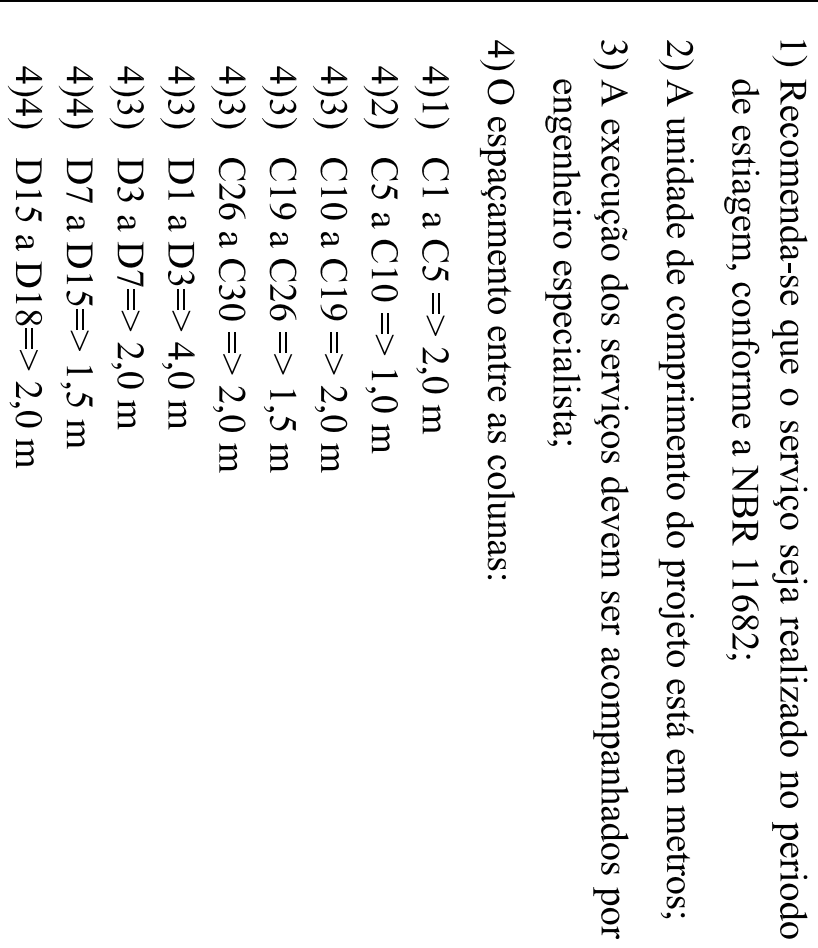 1) Recomenda-se que o serviço seja realizado no periodo
de estiagem, conforme a NBR 11682;
2) A unidade de comprimento do projeto está em metros;
3) A execução dos serviços devem ser acompanhados por
engenheiro especialista;
4) O espaçamento entre as colunas:
4)1) C1 a C5 => 2,0 m
4)2) C5 a C10 => 1,0 m
4)3) C10 a C19 => 2,0 m
4)3) C19 a C26 => 1,5 m
4)3) C26 a C30 => 2,0 m
4)3) D1 a D3=> 4,0 m
4)3) D3 a D7=> 2,0 m
4)4) D7 a D15=> 1,5 m
4)4) D15 a D18=> 2,0 m